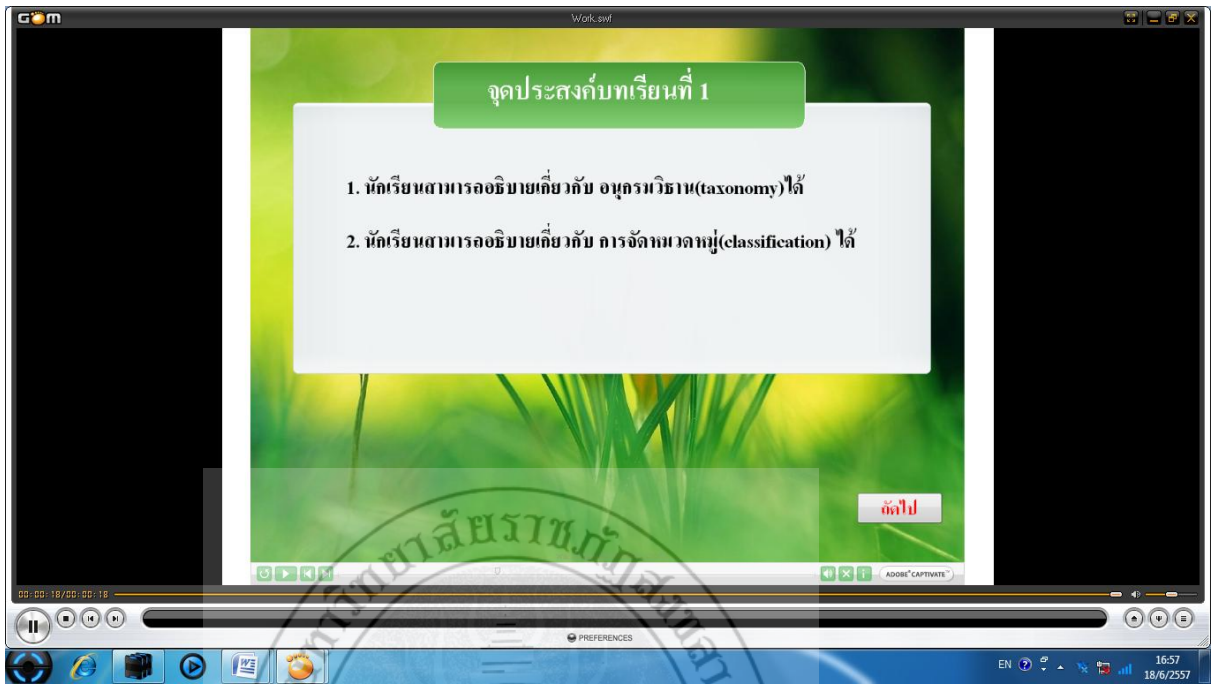 GOM
Work.swf
จุดประสงค์บทเรียนที่ 1
1. นักเรียนสามารถอธิบายเกี่ยวกับ อนุกรมวิธาน(taxonomy)ได้
2. นักเรียนสามารถอธิบายเกี่ยวกับ การจัดหมวดหมู่(classification) ได้
ถัดไป
ADOBE® CAPTIVATE™
00:00:18/00:00:18
PREFERENCES
EN
16:57
18/6/2557